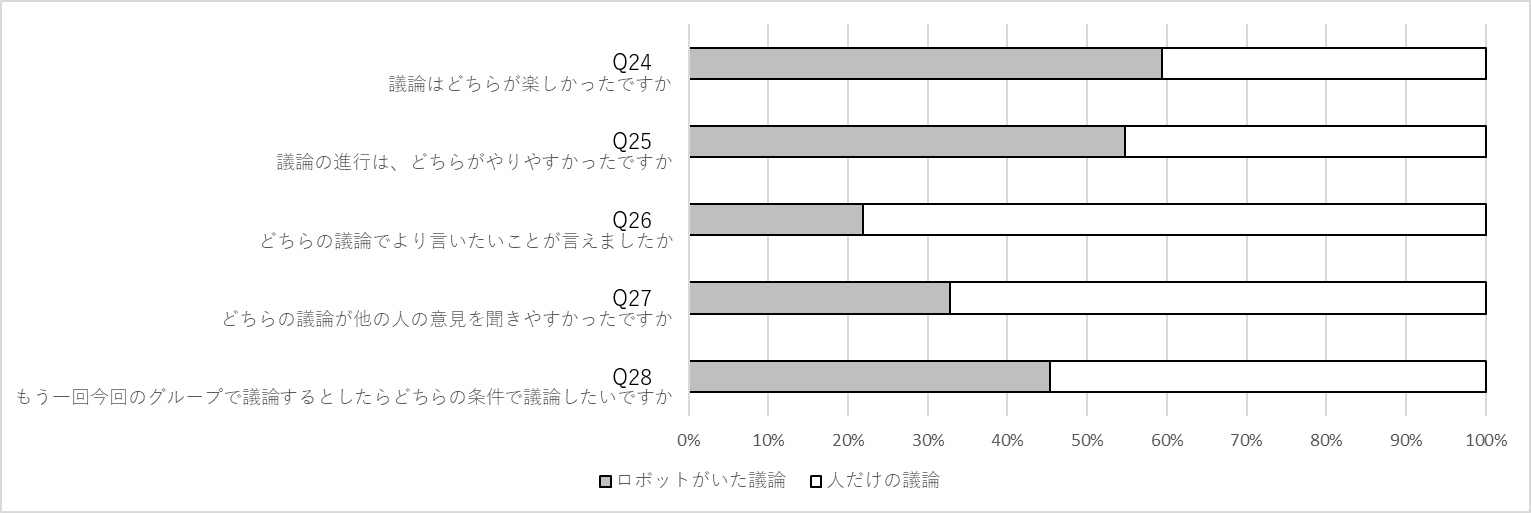 Q24
議論はどちらが楽しかったですか
Q25
議論の進行は、どちらがやりやすかったですか
Q26
どちらの議論でより言いたいことが言えましたか
Q27
どちらの議論が他の人の意見を聞きやすかったですか
Q28
もう一回今回のグループで議論するとしたらどちらの条件で議論したいですか
0% 10% 20% 30% 40% 50% 60% 70% 80% 90% 100%
ロボットがいた議論 人だけの議論